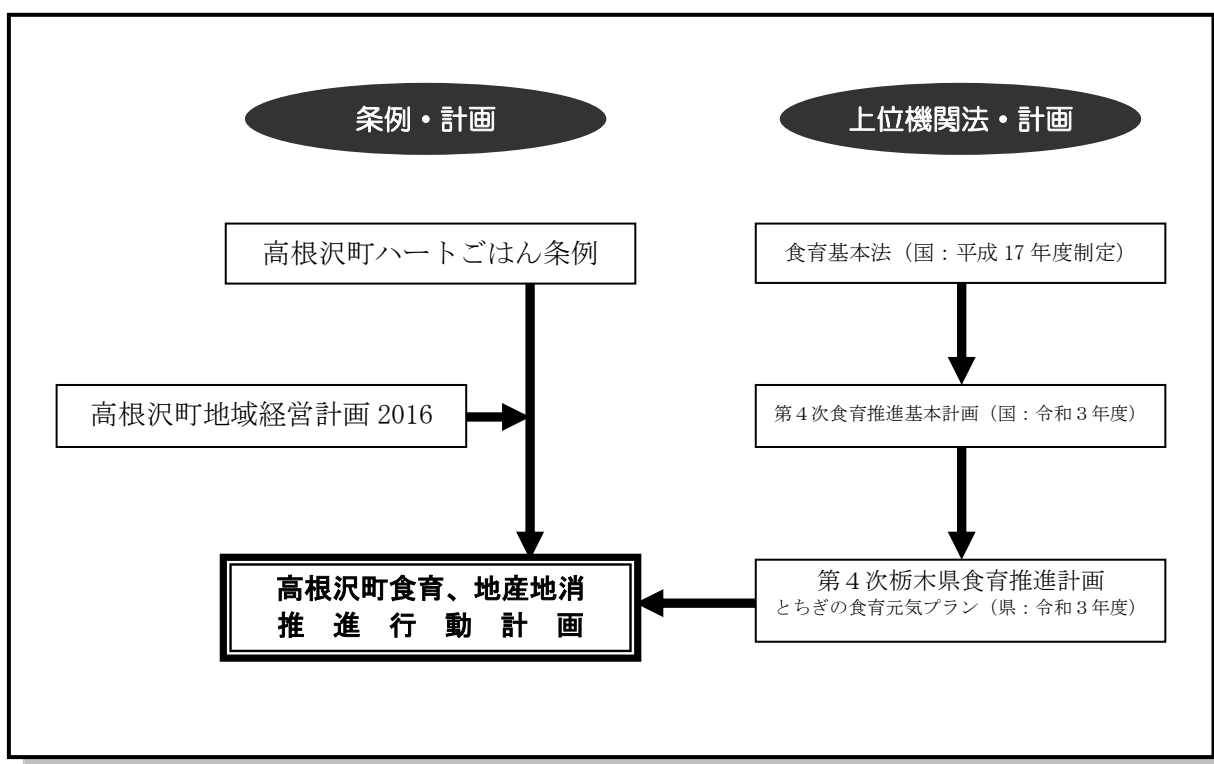 条例・計画
上位機関法・計画
高根沢町ハートごはん条例
食育基本法（国：平成 17 年度制定）
高根沢町地域経営計画 2016
第４次食育推進基本計画（国：令和３年度）
高根沢町食育、地産地消
推 進 行 動 計 画
第４次栃木県食育推進計画
とちぎの食育元気プラン（県：令和３年度）